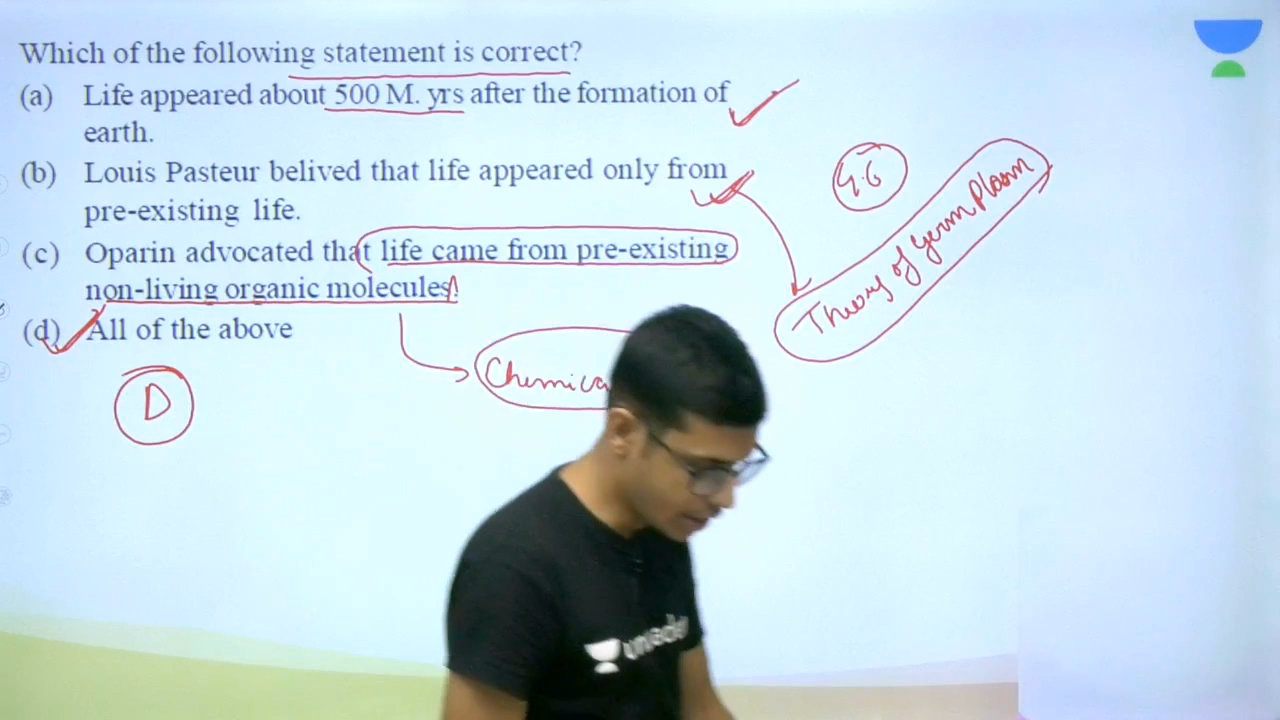 Which of the following statement is correct?
(a) Life appeared about 500 M. yrs after the formation of
earth.
(b) Louis Pasteur belived that life appeared only from
pre-existing life.
(c) Oparin advocated that life came from pre-existing
non-living organic molecules.
(d) All of the above
D
Theory of Germ Plasm
Chemica